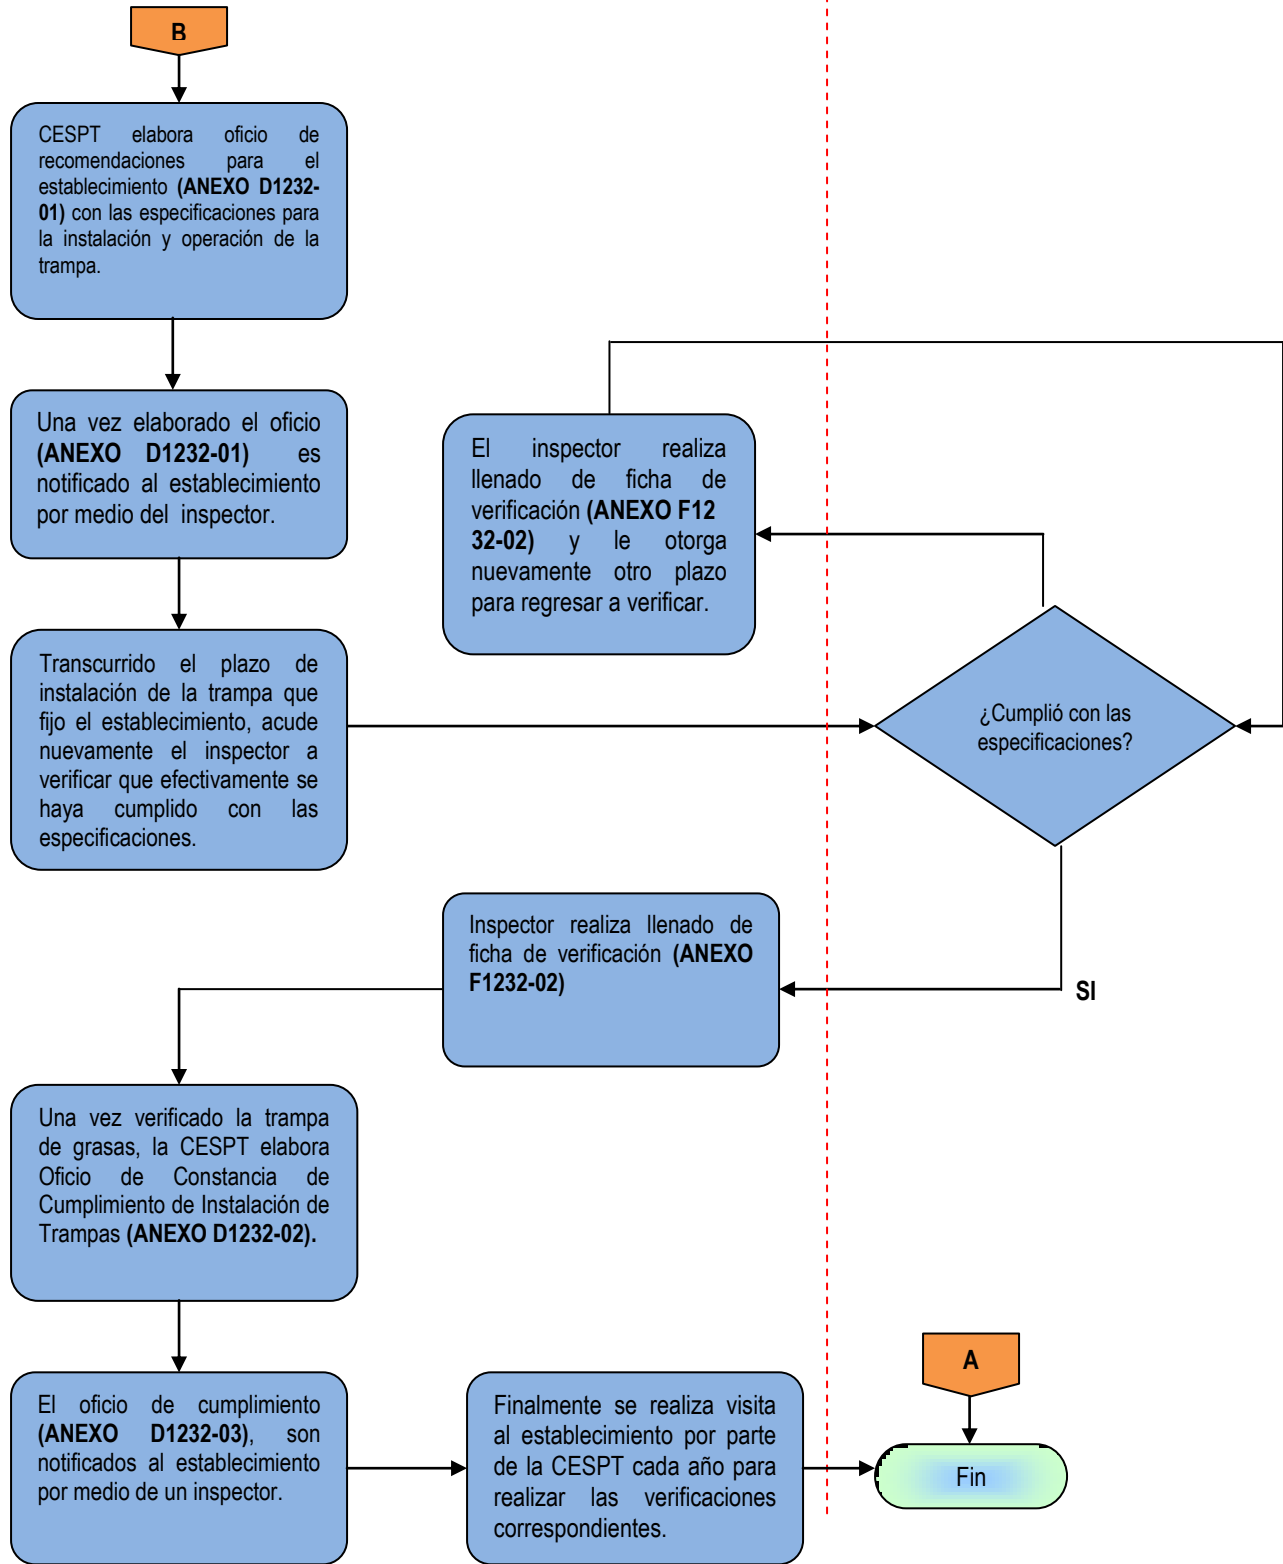 B
CESPT elabora oficio de
recomendaciones para el
establecimiento (ANEXO D1232-
01) con las especificaciones para
la instalación y operación de la
trampa.
Una vez elaborado el oficio
(ANEXO D1232-01) es
notificado al establecimiento
por medio del inspector.
El inspector realiza
llenado de ficha de
verificación (ANEXO F12
32-02) y le otorga
nuevamente otro plazo
para regresar a verificar.
Transcurrido el plazo de
instalación de la trampa que
fijo el establecimiento, acude
nuevamente el inspector a
verificar que efectivamente se
haya cumplido con las
especificaciones.
¿Cumplió con las
especificaciones?
SI
Inspector realiza llenado de
ficha de verificación (ANEXO
F1232-02)
Una vez verificado la trampa
de grasas, la CESPT elabora
Oficio de Constancia de
Cumplimiento de Instalación de
Trampas (ANEXO D1232-02).
El oficio de cumplimiento
(ANEXO D1232-03), son
notificados al establecimiento
por medio de un inspector.
Finalmente se realiza visita
al establecimiento por parte
de la CESPT cada año para
realizar las verificaciones
correspondientes.
A
Fin